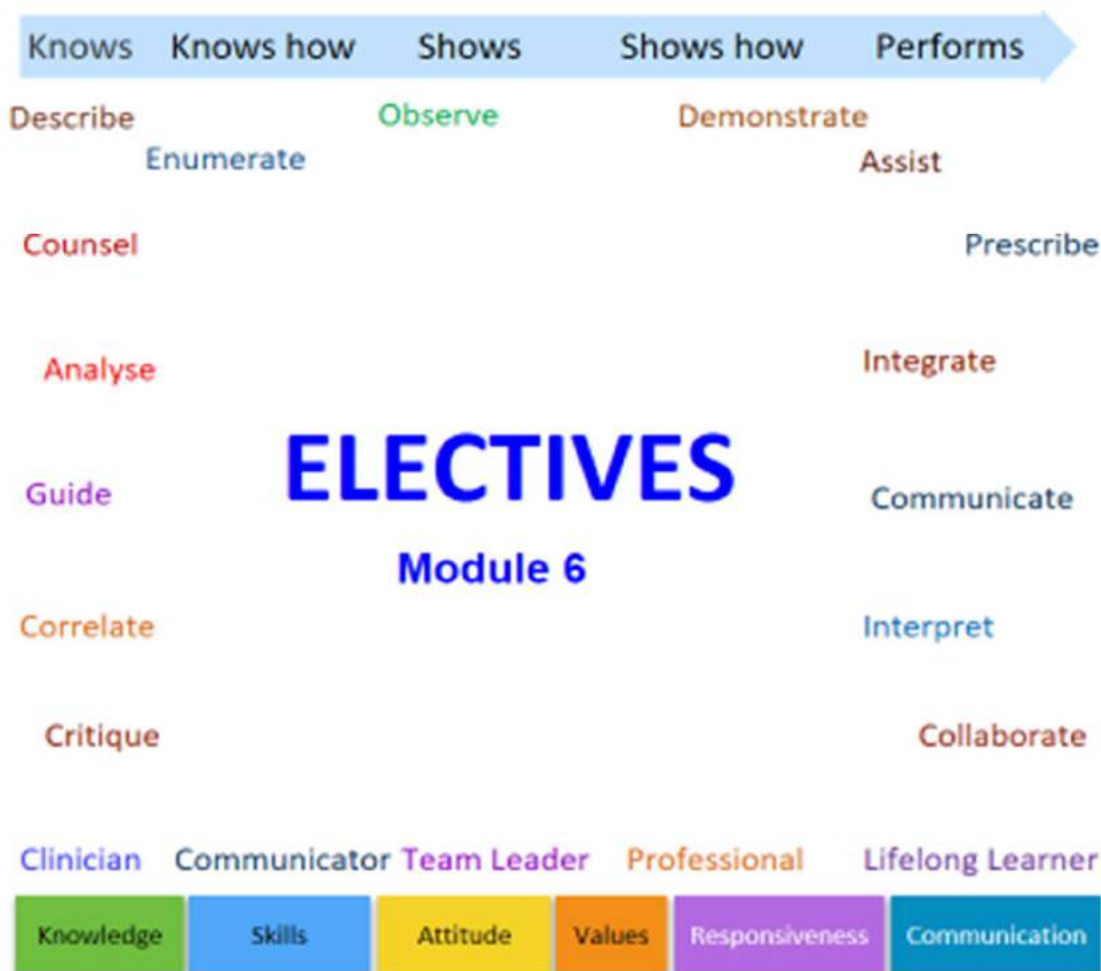 Knows Knows how Shows Shows how Performs
Describe Observe Demonstrate
Enumerate Assist
Counsel Prescribe
Analyse Integrate
ELECTIVES
Guide Communicate
Module 6
Correlate Interpret
Critique Collaborate
Clinician Communicator Team Leader Professional Lifelong Learner
Knowledge Skills Attitude Values Responsiveness Communication